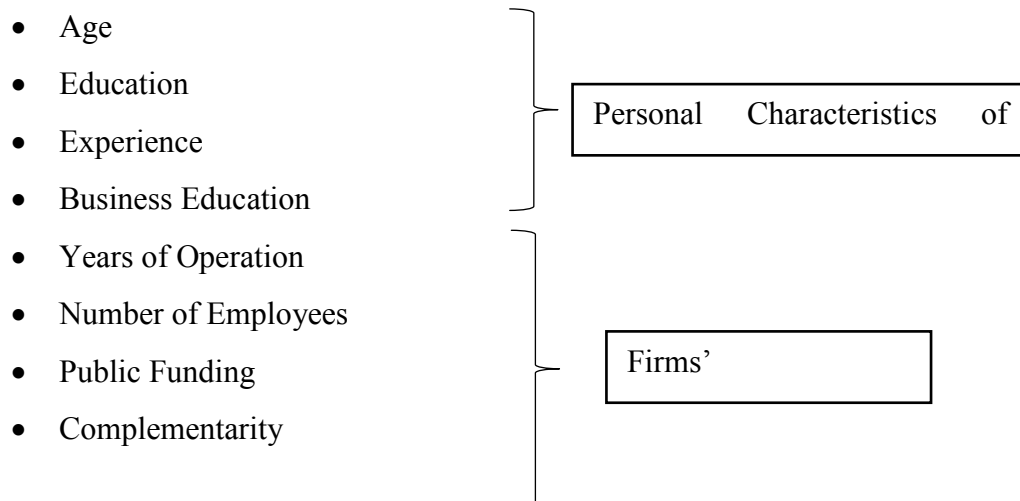 • Age
• Education
• Experience
• Business Education
• Years of Operation
• Number of Employees
• Public Funding
• Complementarity
Personal Characteristics of
Firms’